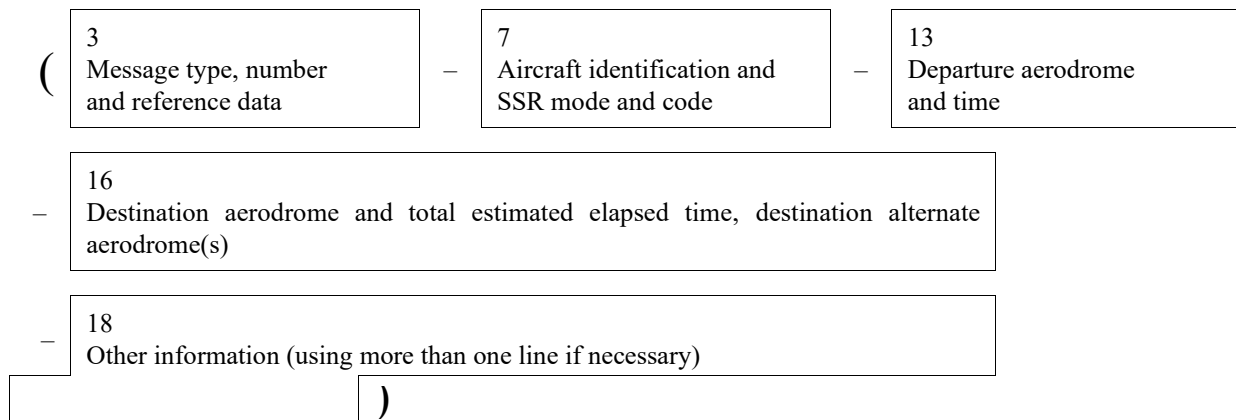 (
3
Message type, number
and reference data
–
7
Aircraft identification and
SSR mode and code
–
13
Departure aerodrome
and time
–
16
Destination aerodrome and total estimated elapsed time, destination alternate
aerodrome(s)
–
18
Other information (using more than one line if necessary)
)